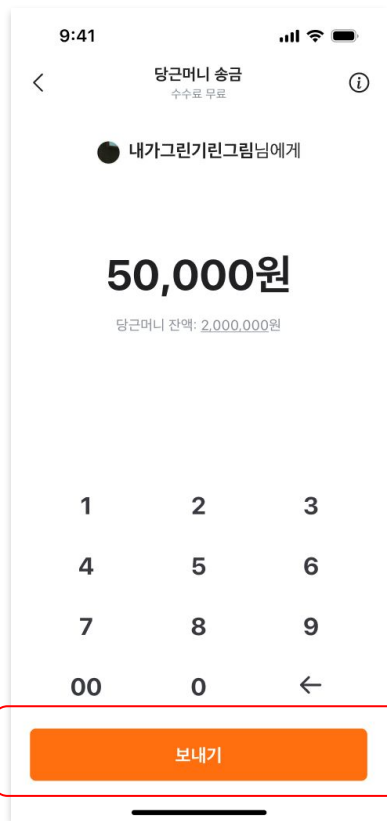 9:41
당근머니 송금
수수료 무료
내가그린기린그림님에게
50,000원
당근머니 잔액: 2,000,000원
1 2 3
4 5 6
7 8 9
00 0 ←
보내기